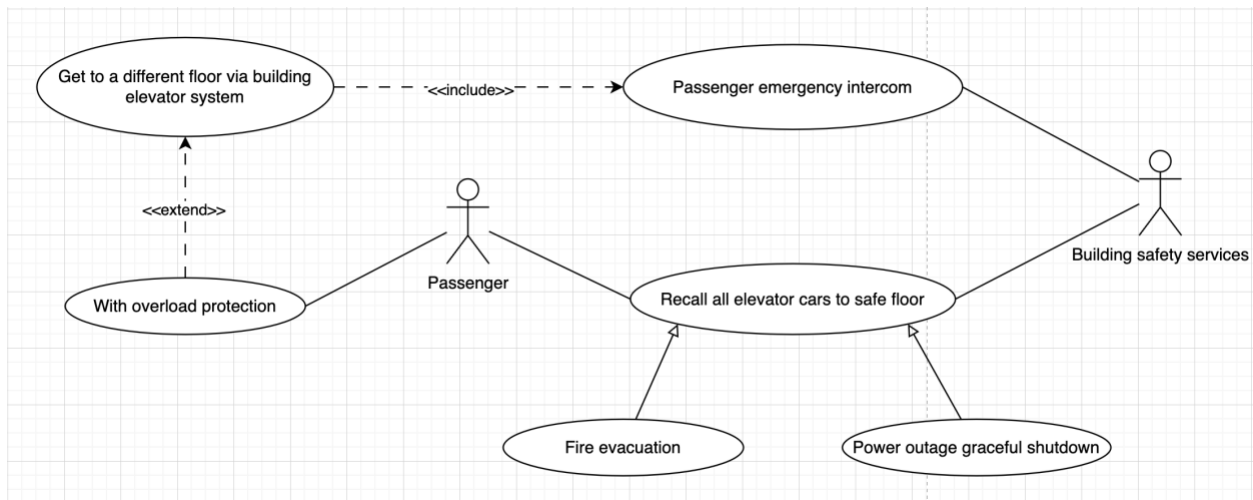 Get to a different floor via building
elevator system
<<include>>
Passenger emergency intercom
<<extend>>
Passenger
Building safety services
With overload protection
Recall all elevator cars to safe floor
Fire evacuation
Power outage graceful shutdown